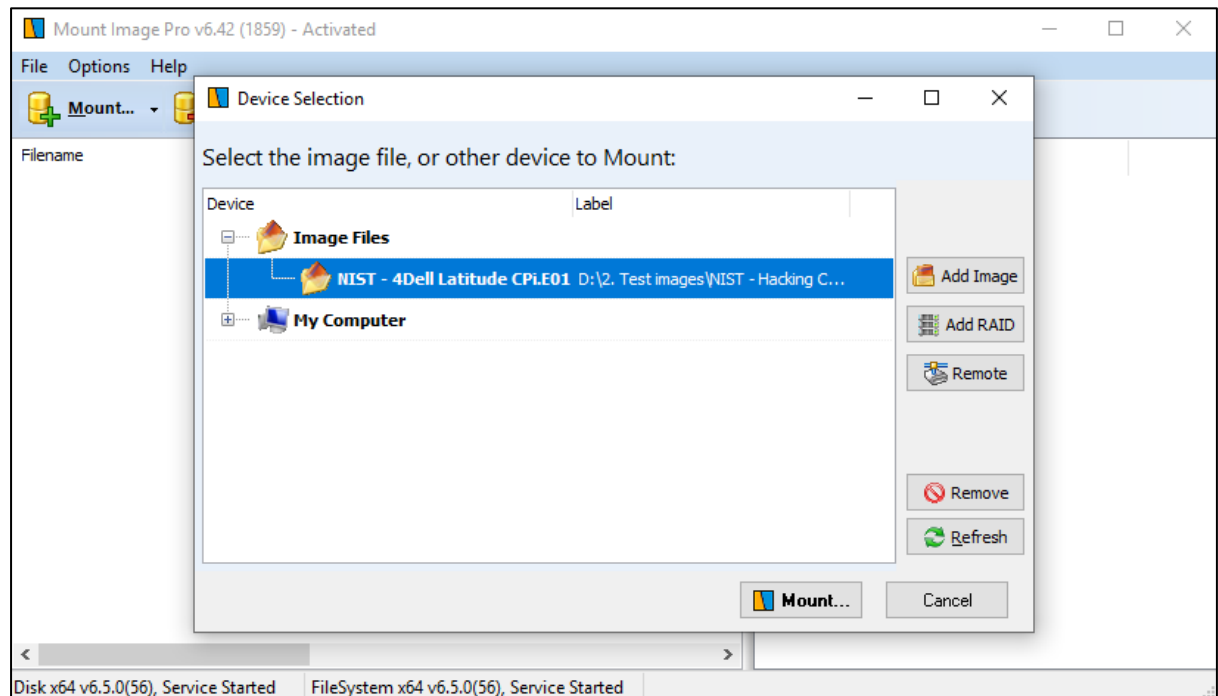 Mount Image Pro v6.42 (1859) - Activated
File Options Help
Mount...
Device Selection
Filename
Select the image file, or other device to Mount:
Device Label
Image Files
NIST - 4Dell Latitude CPi.E01 D:\2. Test images\NIST - Hacking C...
Add Image
My Computer
Add RAID
Remote
Remove
Refresh
Mount... Cancel
Disk x64 v6.5.0(56), Service Started FileSystem x64 v6.5.0(56), Service Started